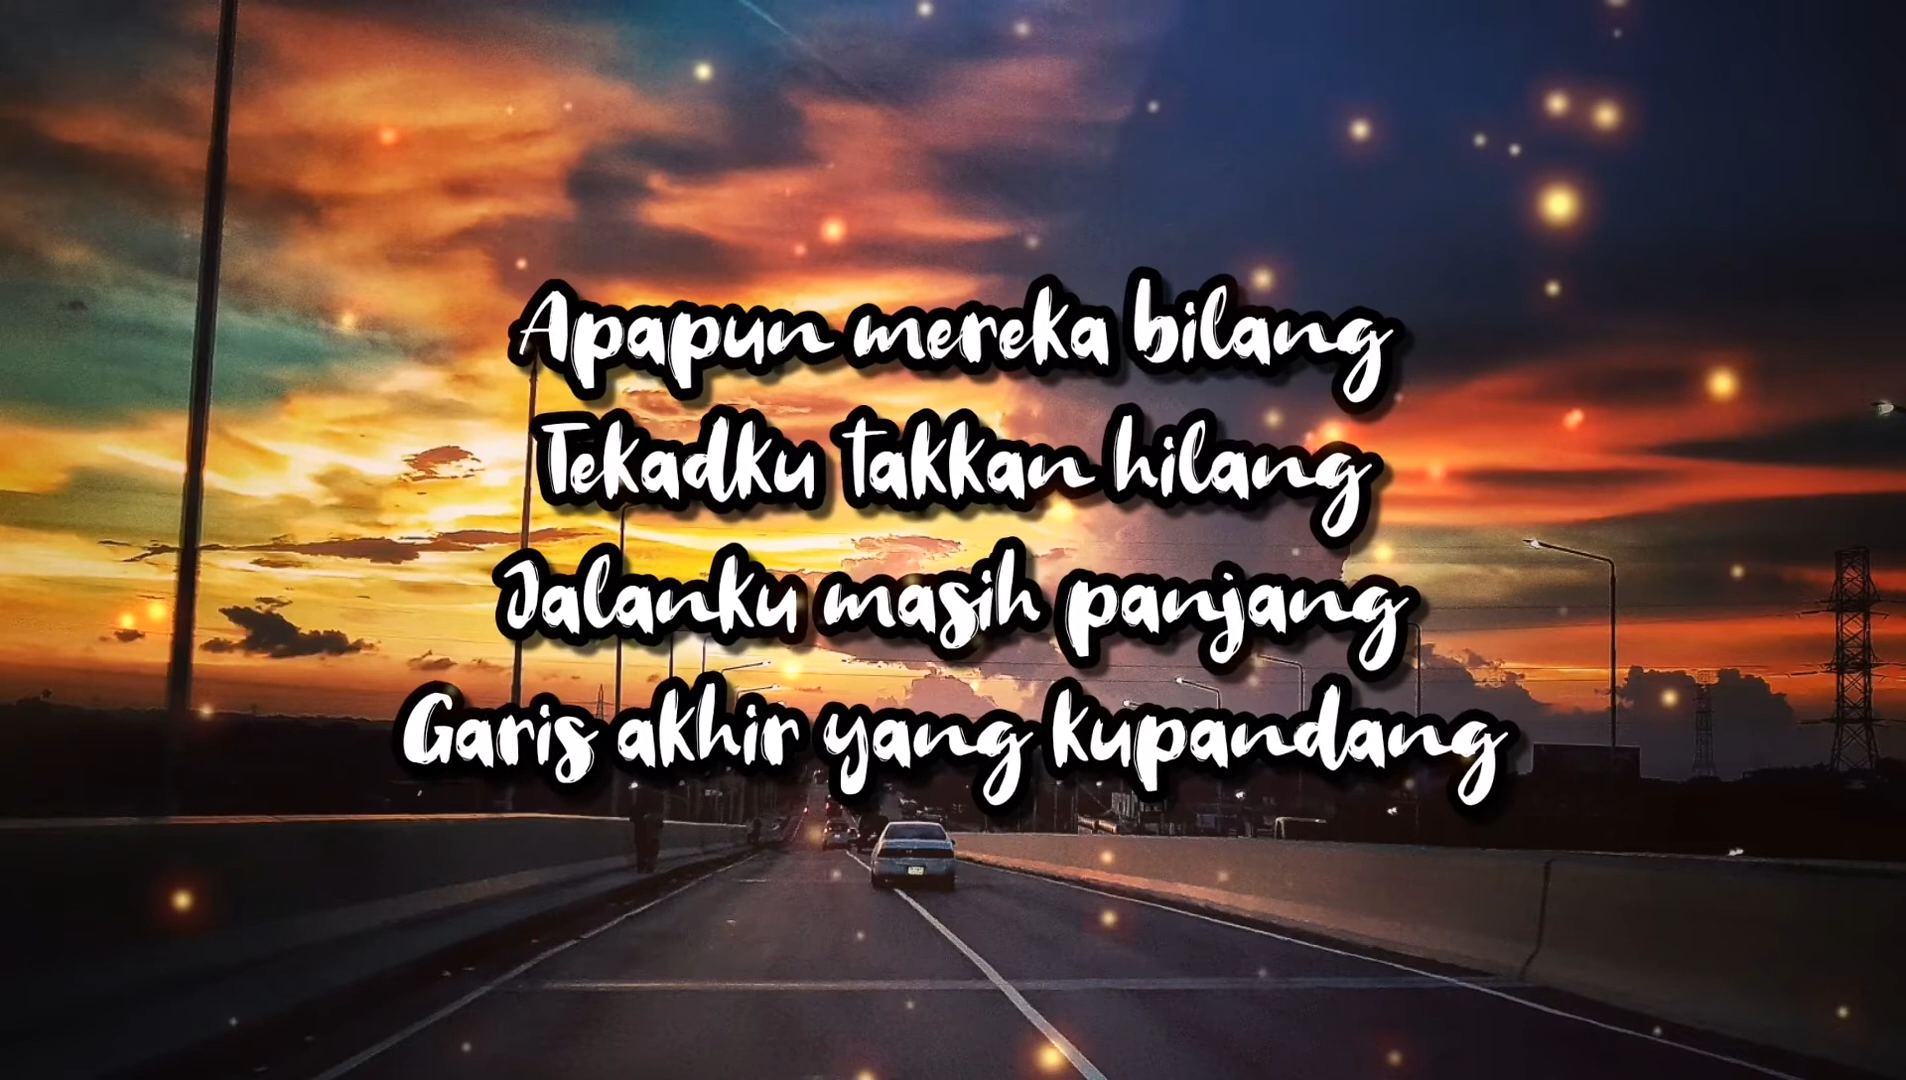 Apapun mereka bilang
Tekadku takkan hilang
Jalanku masih panjang
Garis akhir yang kupandang